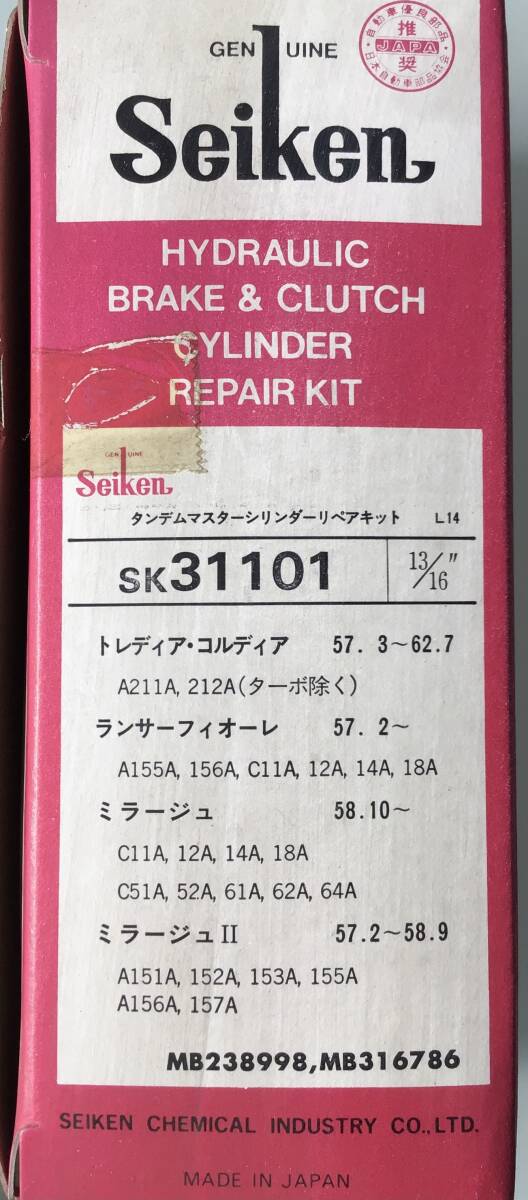 GENUINE
Seiken
自動車優良部品
推奨
JAPA
日本自動車部品協会
HYDRAULIC
BRAKE & CLUTCH
CYLINDER
REPAIR KIT
GENUINE
Seiken
タンデムマスターシリンダーリペアキット L14
SK31101 13/16"
トレディア・コルディア 57. 3～62.7
A211A, 212A(ターボ除く)
ランサーフィオーレ 57. 2～
A155A, 156A, C11A, 12A, 14A, 18A
ミラージュ 58.10～
C11A, 12A, 14A, 18A
C51A, 52A, 61A, 62A, 64A
ミラージュII 57.2～58.9
A151A, 152A, 153A, 155A
A156A, 157A
MB238998,MB316786
SEIKEN CHEMICAL INDUSTRY CO.,LTD.
MADE IN JAPAN